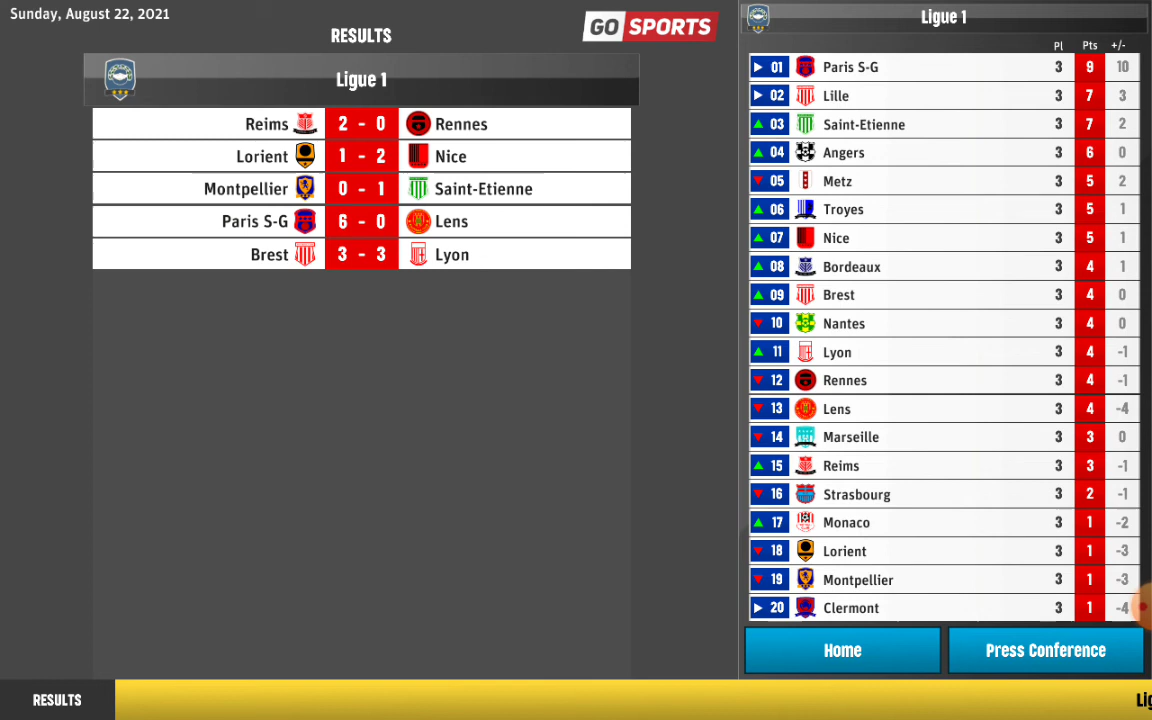 Sunday, August 22, 2021
RESULTS
GO SPORTS
Ligue 1
Reims 2 - 0 Rennes
Lorient 1 - 2 Nice
Montpellier 0 - 1 Saint-Etienne
Paris S-G 6 - 0 Lens
Brest 3 - 3 Lyon
Ligue 1
Pl Pts +/-
01 Paris S-G 3 9 10
02 Lille 3 7 3
03 Saint-Etienne 3 7 2
04 Angers 3 6 0
05 Metz 3 5 2
06 Troyes 3 5 1
07 Nice 3 5 1
08 Bordeaux 3 4 1
09 Brest 3 4 0
10 Nantes 3 4 0
11 Lyon 3 4 -1
12 Rennes 3 4 -1
13 Lens 3 4 -4
14 Marseille 3 3 0
15 Reims 3 3 -1
16 Strasbourg 3 2 -1
17 Monaco 3 1 -2
18 Lorient 3 1 -3
19 Montpellier 3 1 -3
20 Clermont 3 1 -4
Home
Press Conference
RESULTS
Lig